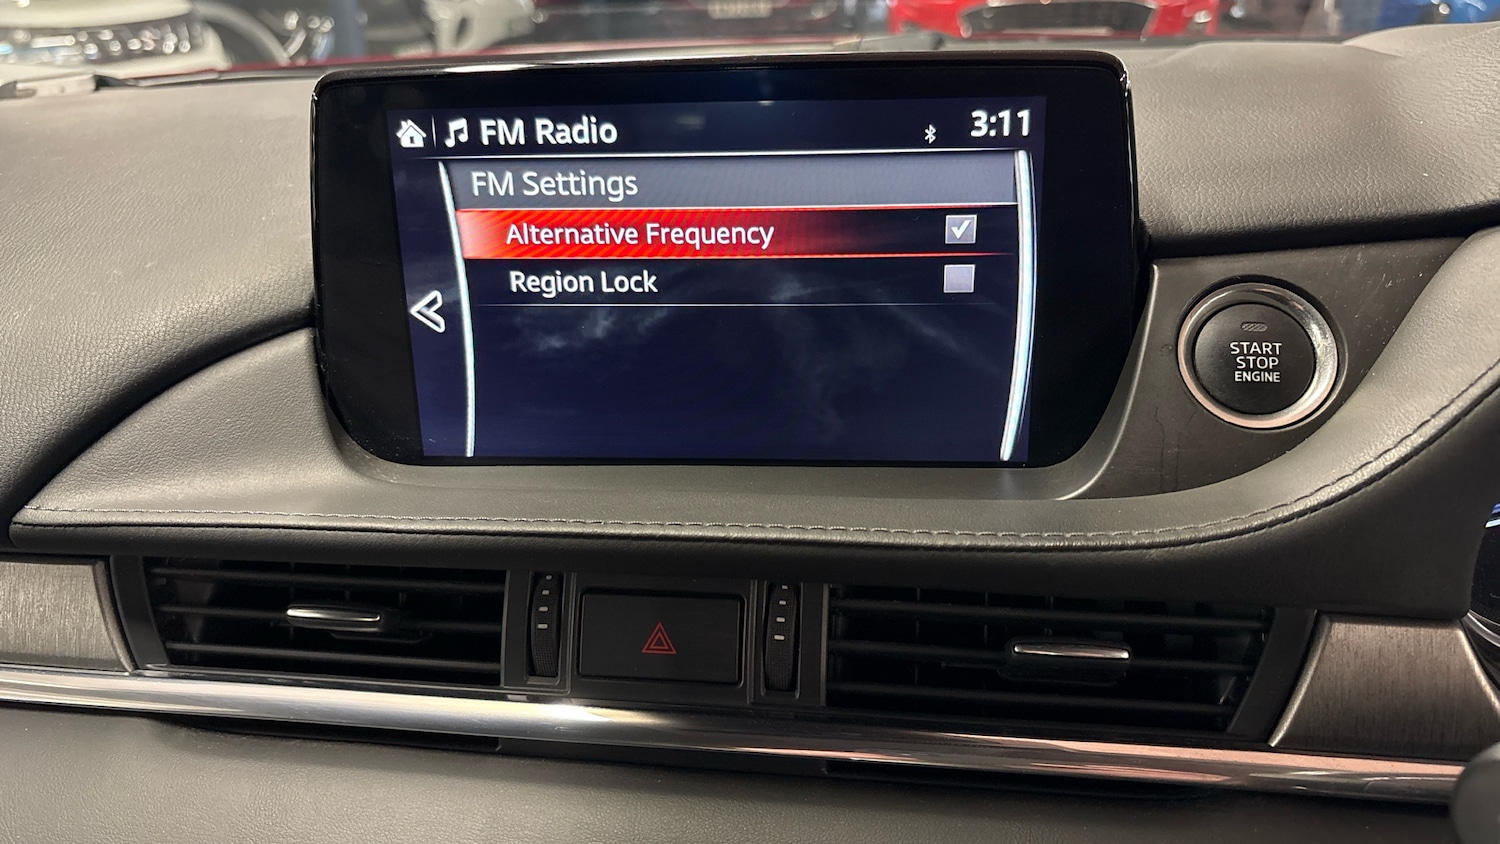 FM Radio
3:11
FM Settings
Alternative Frequency
Region Lock
START
STOP
ENGINE